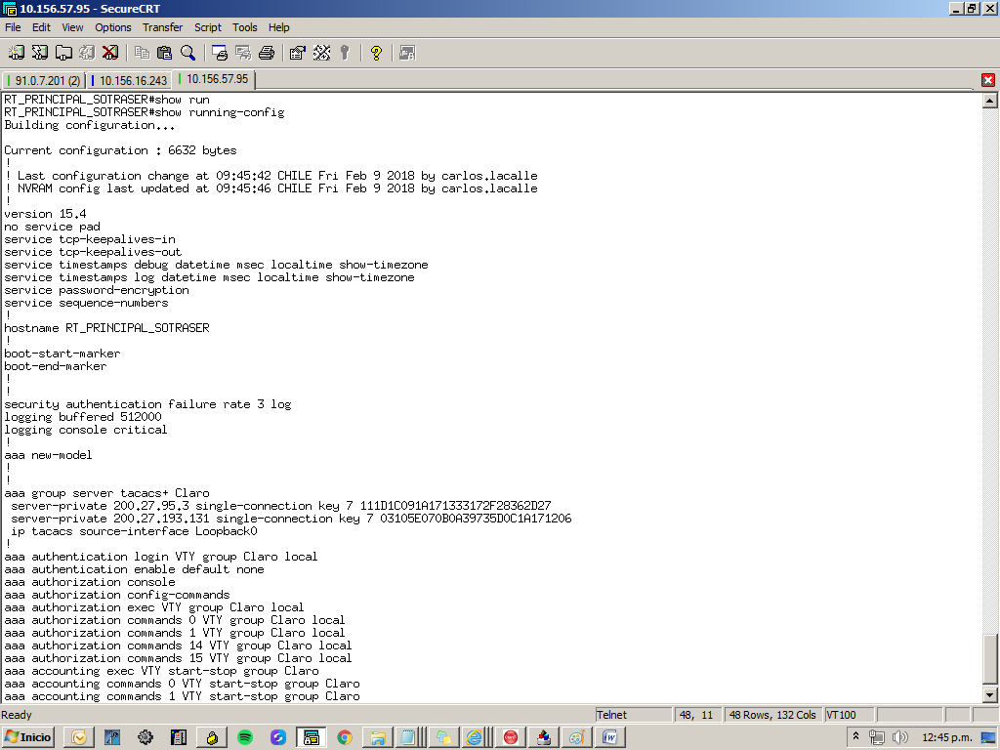 10.156.57.95 - SecureCRT
File Edit View Options Transfer Script Tools Help
91.0.7.201 (2) 10.156.16.243 10.156.57.95
RT_PRINCIPAL_SOTRASER#show run
RT_PRINCIPAL_SOTRASER#show running-config
Building configuration...
Current configuration : 6632 bytes
!
! Last configuration change at 09:45:42 CHILE Fri Feb 9 2018 by carlos.lacalle
! NVRAM config last updated at 09:45:46 CHILE Fri Feb 9 2018 by carlos.lacalle
!
version 15.4
no service pad
service tcp-keepalives-in
service tcp-keepalives-out
service timestamps debug datetime msec localtime show-timezone
service timestamps log datetime msec localtime show-timezone
service password-encryption
service sequence-numbers
!
hostname RT_PRINCIPAL_SOTRASER
!
boot-start-marker
boot-end-marker
!
!
security authentication failure rate 3 log
logging buffered 512000
logging console critical
!
aaa new-model
!
!
aaa group server tacacs+ Claro
server-private 200.27.95.3 single-connection key 7 111D1C091A171333172F28362D27
server-private 200.27.193.131 single-connection key 7 03105E070B0A39735D0C1A171206
ip tacacs source-interface Loopback0
!
aaa authentication login VTY group Claro local
aaa authentication enable default none
aaa authorization console
aaa authorization config-commands
aaa authorization exec VTY group Claro local
aaa authorization commands 0 VTY group Claro local
aaa authorization commands 1 VTY group Claro local
aaa authorization commands 14 VTY group Claro local
aaa authorization commands 15 VTY group Claro local
aaa accounting exec VTY start-stop group Claro
aaa accounting commands 0 VTY start-stop group Claro
aaa accounting commands 1 VTY start-stop group Claro
Ready Telnet 48, 11 48 Rows, 132 Cols VT100
Inicio 12:45 p.m.